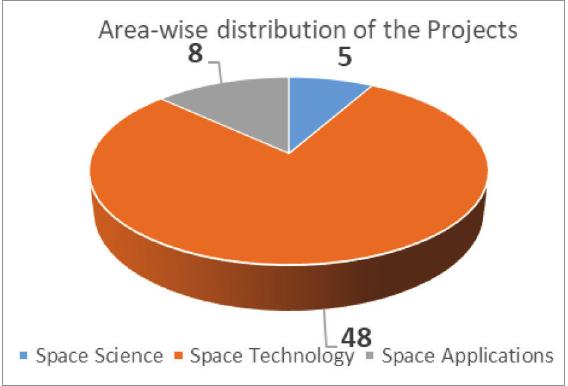 Area-wise distribution of the Projects
8
5
48
Space Science Space Technology Space Applications